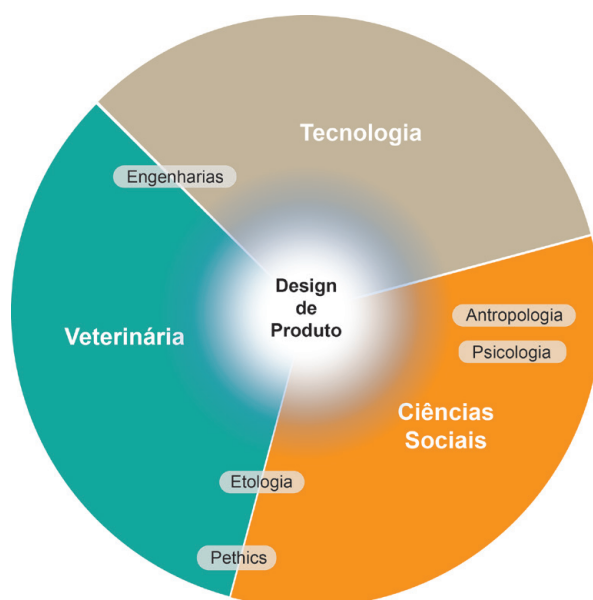 Tecnologia
Engenharias
Design
de
Produto
Antropologia
Veterinária
Psicologia
Ciências
Sociais
Etologia
Pethics